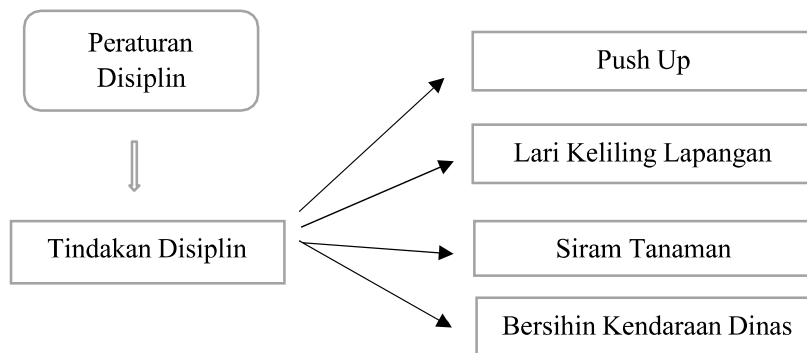 Peraturan
Disiplin
Tindakan Disiplin
Push Up
Lari Keliling Lapangan
Siram Tanaman
Bersihin Kendaraan Dinas